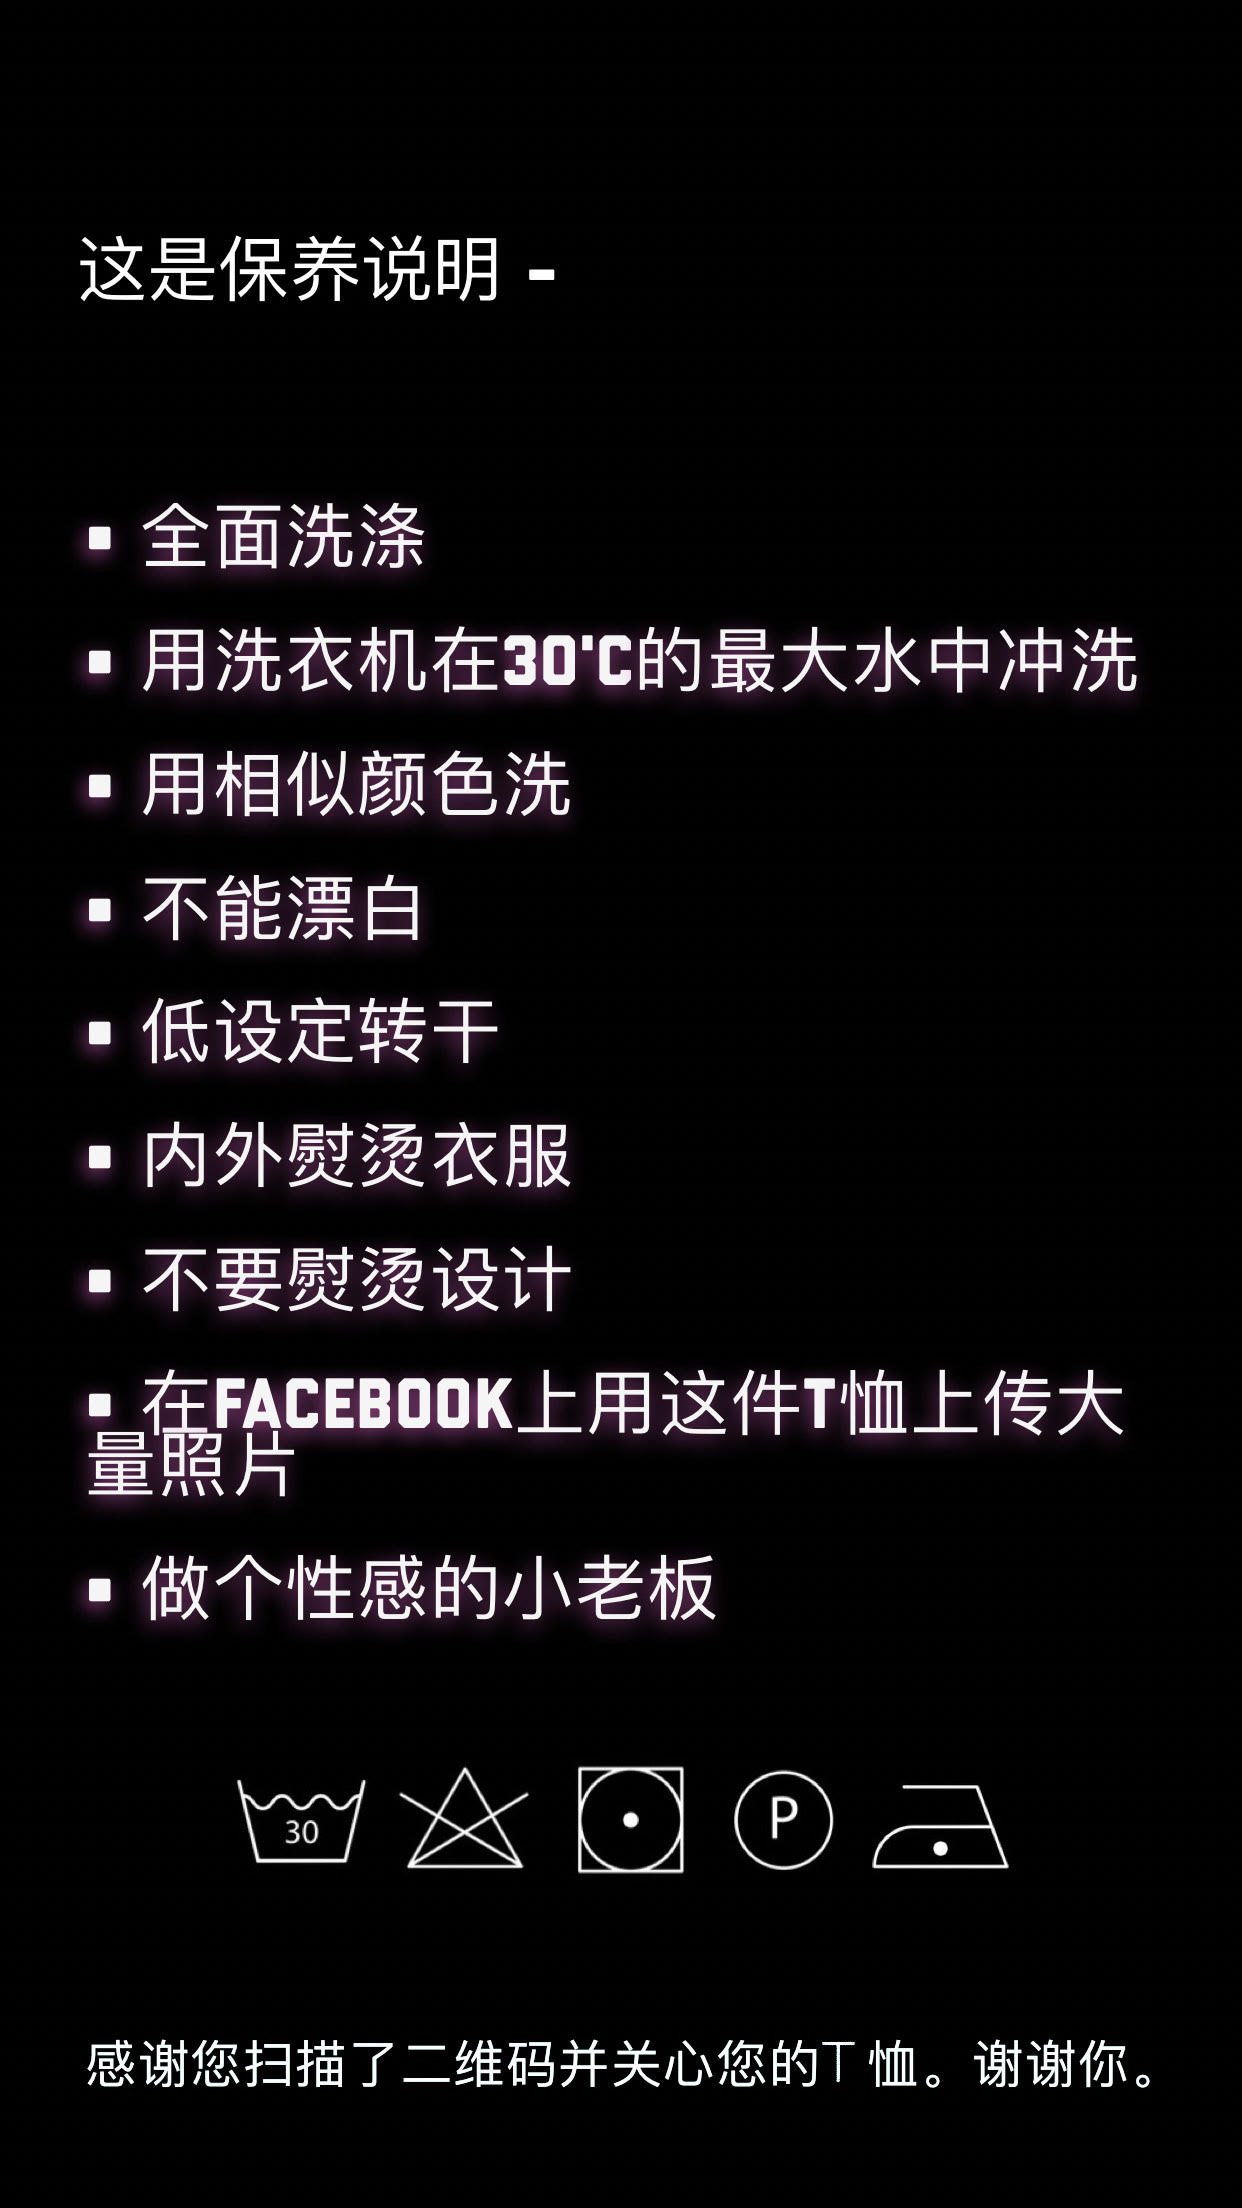 这是保养说明 -
▪ 全面洗涤
▪ 用洗衣机在30°C的最大水中冲洗
▪ 用相似颜色洗
▪ 不能漂白
▪ 低设定转干
▪ 内外熨烫衣服
▪ 不要熨烫设计
▪ 在FACEBOOK上用这件T恤上传大
量照片
▪ 做个性感的小老板
30 P
感谢您扫描了二维码并关心您的T恤。谢谢你。